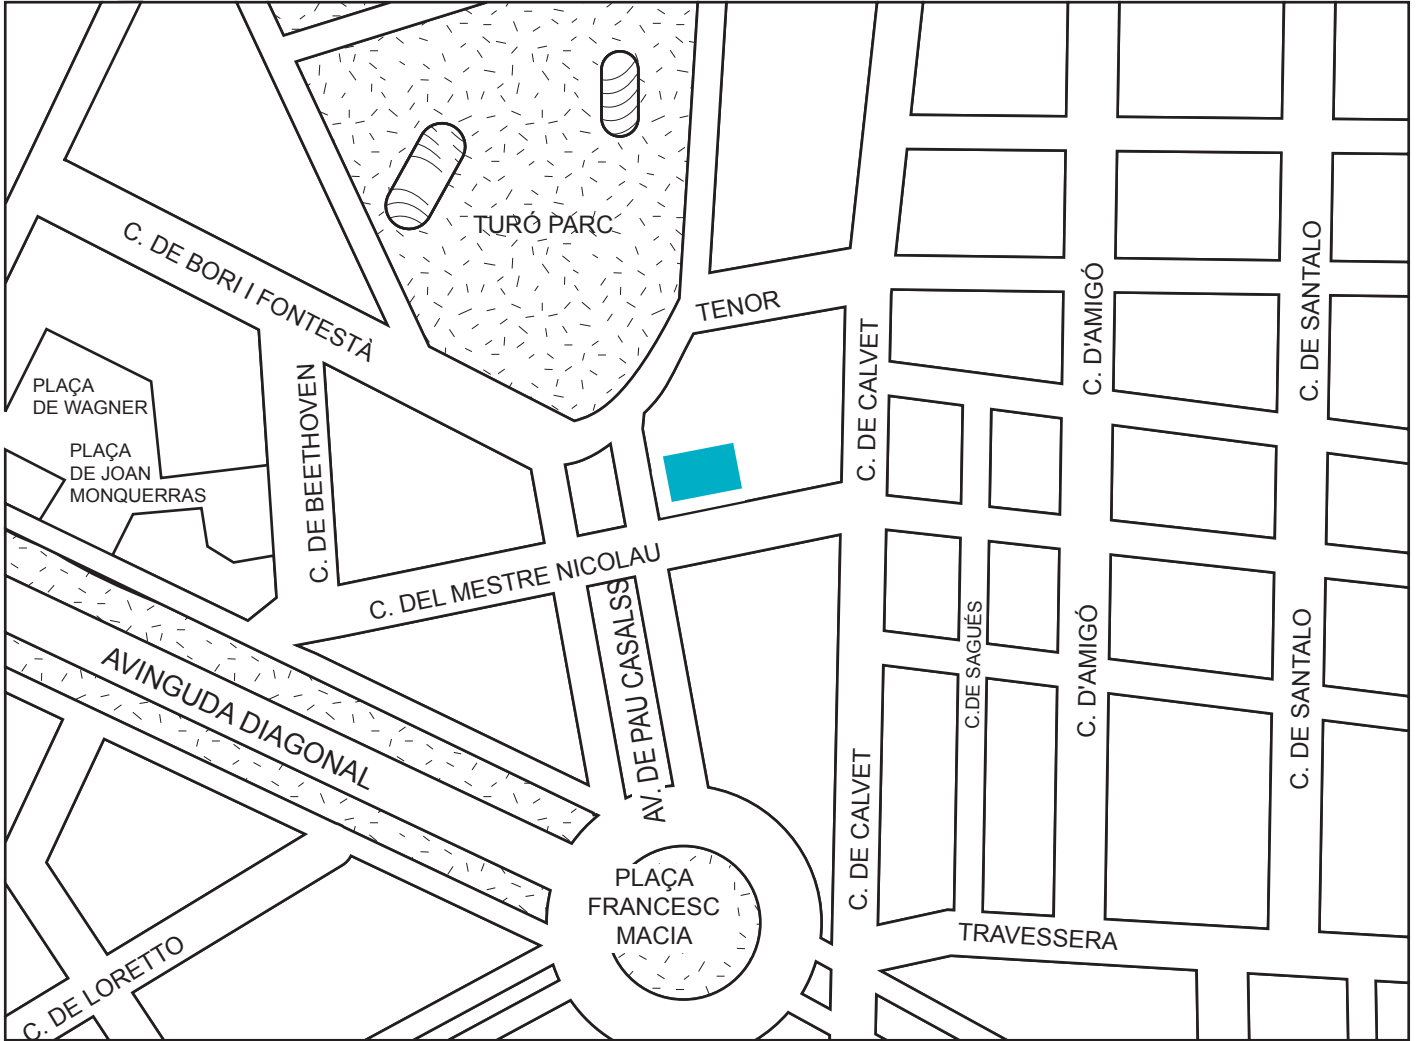 TURÓ PARC
C. DE BORI I FONTESTÀ
TENOR
C. D'AMIGÓ
C. DE SANTALO
C. DE CALVET
PLAÇA
DE WAGNER
C. DE BEETHOVEN
PLAÇA
DE JOAN
MONQUERRAS
C. DEL MESTRE NICOLAU
AV. DE PAU CASALSS
C.DE SAGUÉS
C. D'AMIGÓ
C. DE SANTALO
AVINGUDA DIAGONAL
C. DE CALVET
PLAÇA
FRANCESC
MACIA
TRAVESSERA
C. DE LORETTO